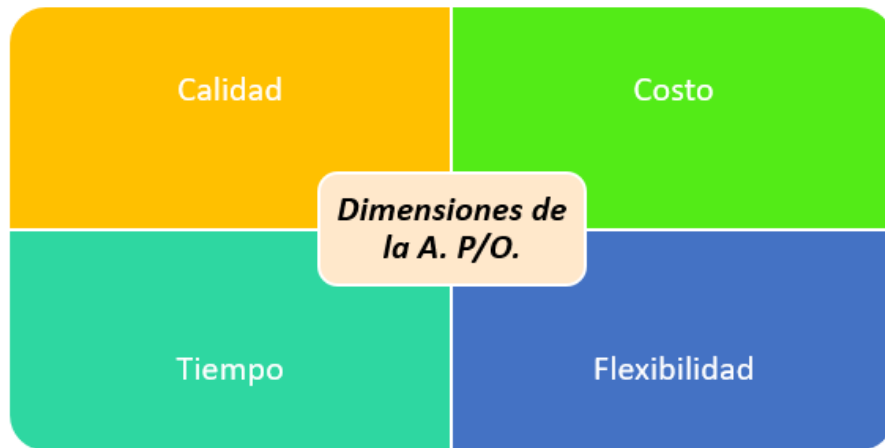 Calidad
Costo
Dimensiones de
la A. P/O.
Tiempo
Flexibilidad